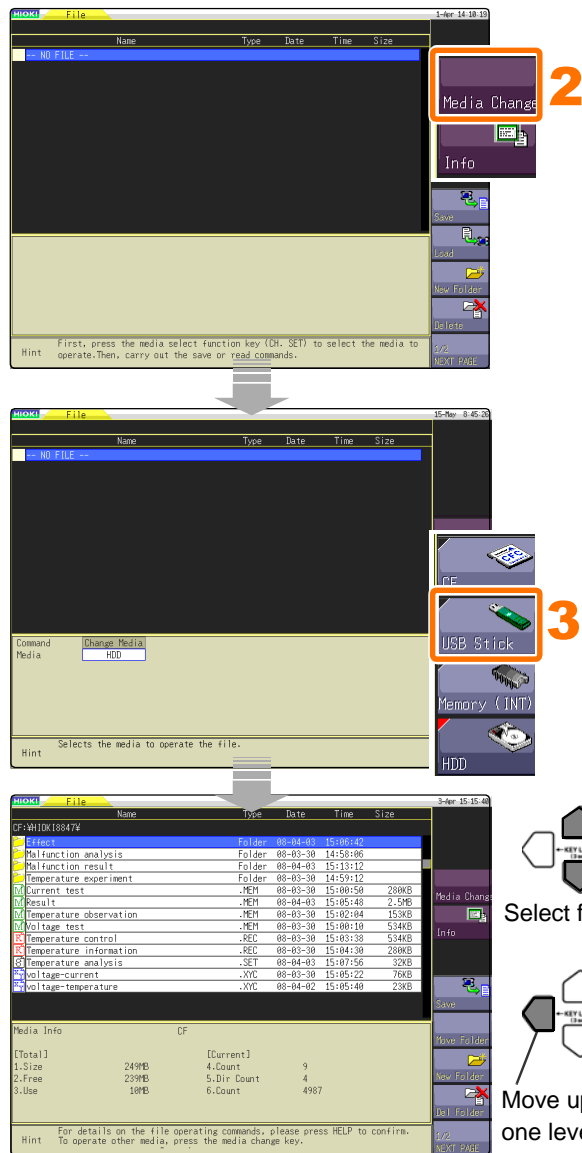 HIOKI File 1-Apr 14:10:19
Name Type Date Time Size
-- NO FILE --
2
Media Change
Info
Save
Load
New Folder
Delete
1/2
NEXT PAGE
Hint First, press the media select function key (CH. SET) to select the media to
operate.Then, carry out the save or read commands.
HIOKI File 15-May 8:45:26
Name Type Date Time Size
-- NO FILE --
CF
3
USB Stick
Memory (INT)
HDD
Command Change Media
Media HDD
Hint Selects the media to operate the file.
HIOKI File 3-Apr 15:15:40
Name Type Date Time Size
CF:¥HIOKI8847¥
Effect Folder 08-04-03 15:06:42
Malfunction analysis Folder 08-03-30 14:58:06
Malfunction result Folder 08-04-03 15:13:12
Temperature experiment Folder 08-03-30 14:59:12
Current test .MEM 08-03-30 15:00:50 280KB
Result .MEM 08-04-03 15:05:48 2.5MB
Temperature observation .MEM 08-03-30 15:02:04 153KB
Voltage test .MEM 08-03-30 15:00:10 534KB
Temperature control .REC 08-03-30 15:03:38 534KB
Temperature information .REC 08-03-30 15:04:30 280KB
Temperature analysis .SET 08-04-03 15:07:56 32KB
voltage-current .XYC 08-03-30 15:05:22 76KB
voltage-temperature .XYC 08-04-02 15:05:40 23KB
Media Chang
Info
Save
Move Folder
New Folder
Del Folder
1/2
NEXT PAGE
Media Info CF
[Total] [Current]
1.Size 249MB 4.Count 9
2.Free 239MB 5.Dir Count 4
3.Use 10MB 6.Count 4987
Hint For details on the file operating commands, please press HELP to confirm.
To operate other media, press the media change key.
KEY L
Select f
KEY L
Move up
one leve